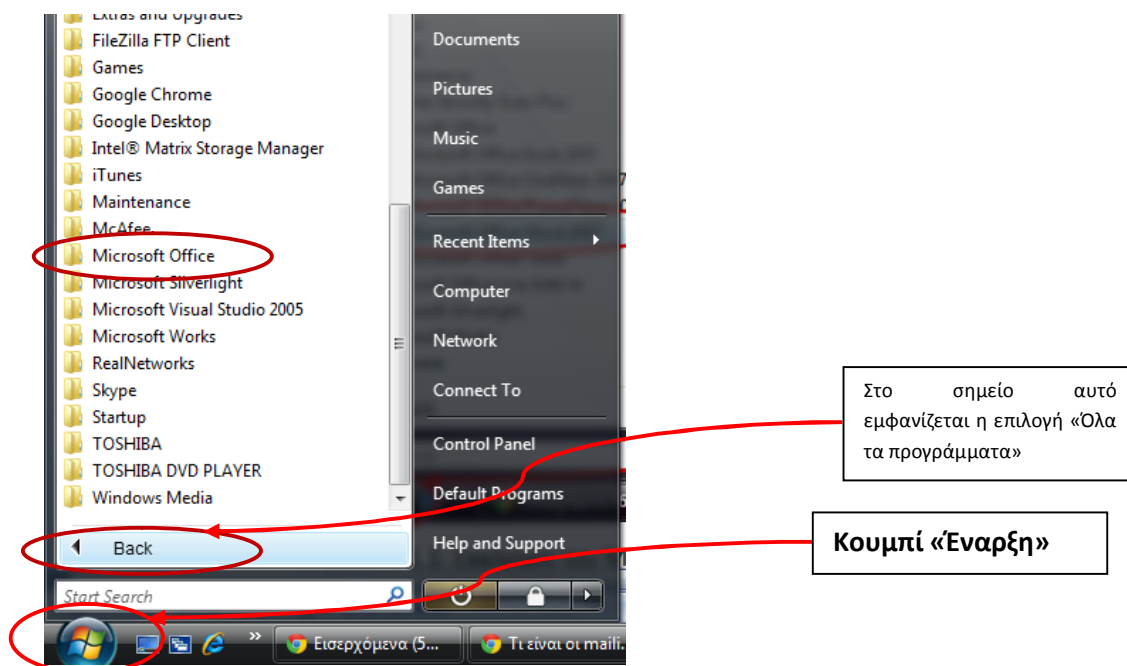 Extras and Upgrades
FileZilla FTP Client
Games
Google Chrome
Google Desktop
Intel® Matrix Storage Manager
iTunes
Maintenance
McAfee
Microsoft Office
Microsoft Silverlight
Microsoft Visual Studio 2005
Microsoft Works
RealNetworks
Skype
Startup
TOSHIBA
TOSHIBA DVD PLAYER
Windows Media
Back
Start Search
Documents
Pictures
Music
Games
Recent Items
Computer
Network
Connect To
Control Panel
Default Programs
Help and Support
Στο σημείο αυτό
εμφανίζεται η επιλογή «Όλα
τα προγράμματα»
Κουμπί «Έναρξη»
» Εισερχόμενα (5... Τι είναι οι maili.